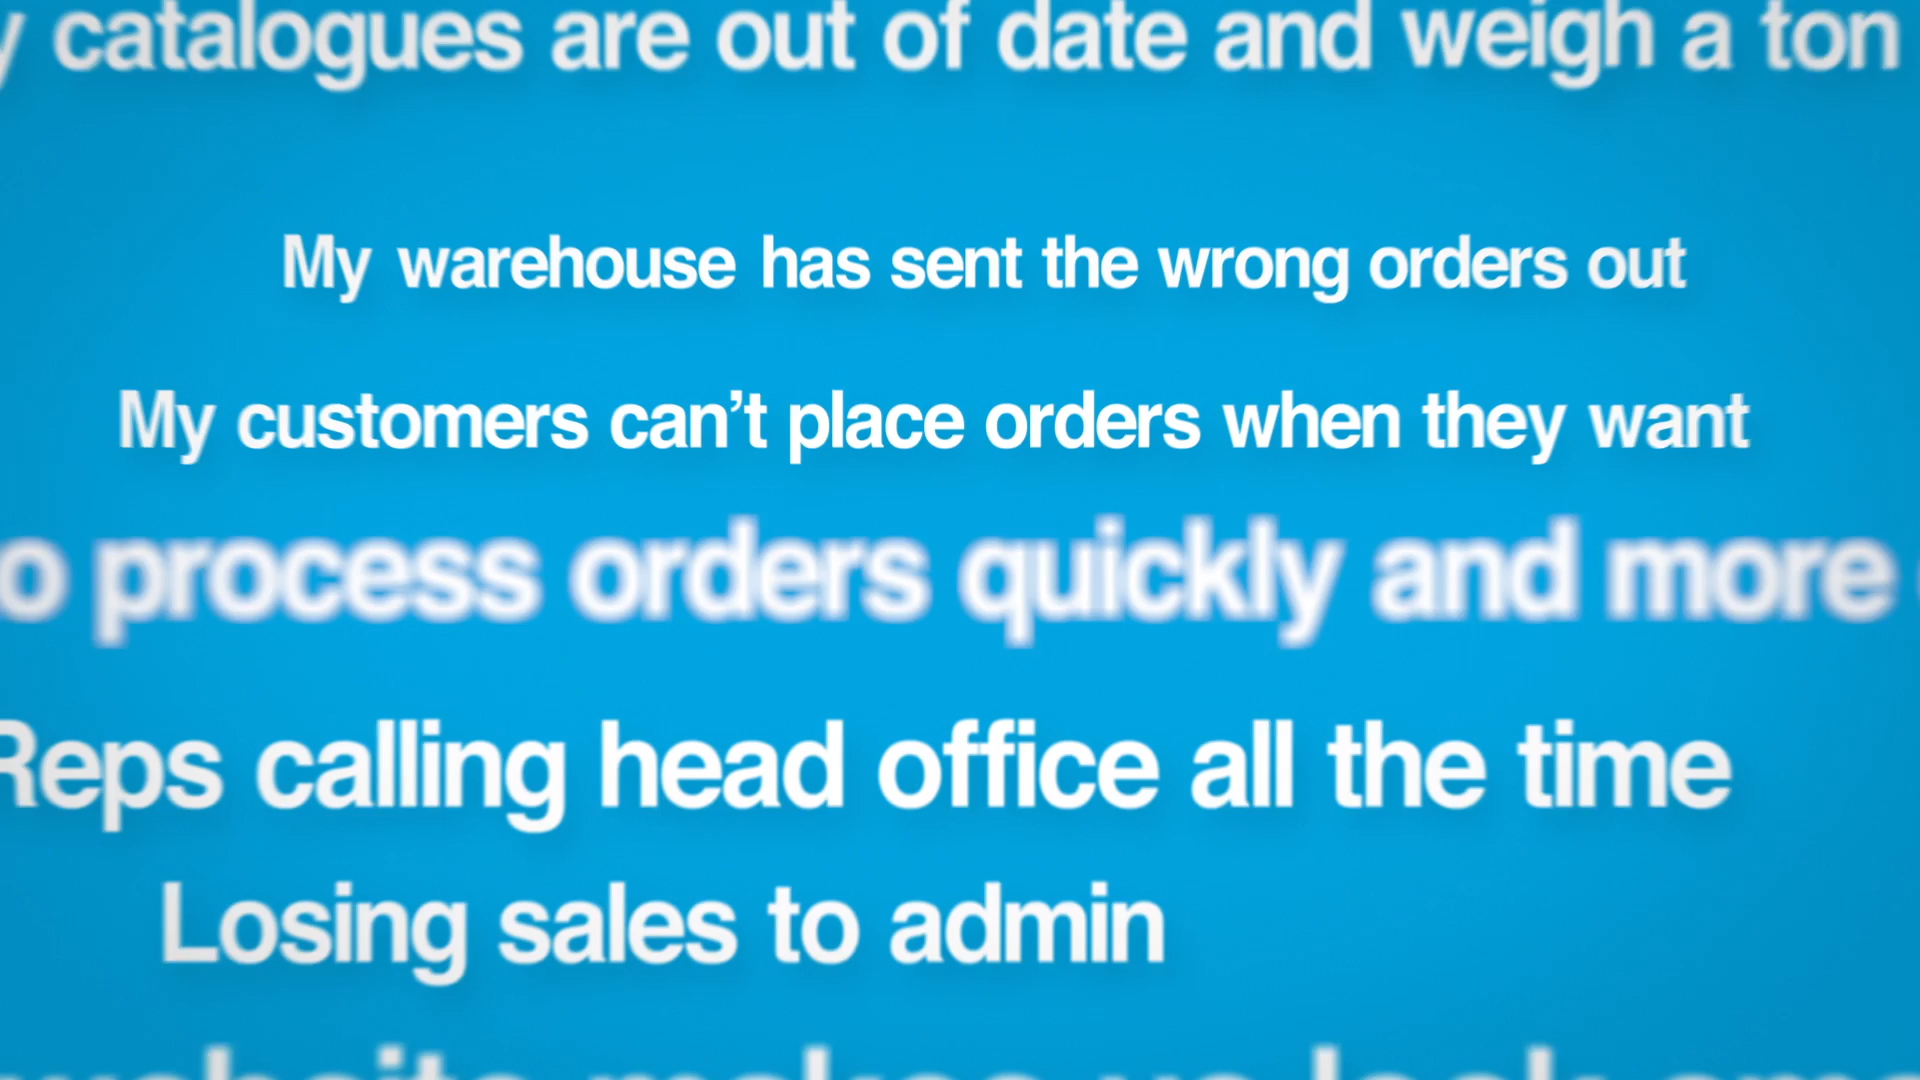 catalogues are out of date and weigh a ton
My warehouse has sent the wrong orders out
My customers can’t place orders when they want
process orders quickly and more
Reps calling head office all the time
Losing sales to admin